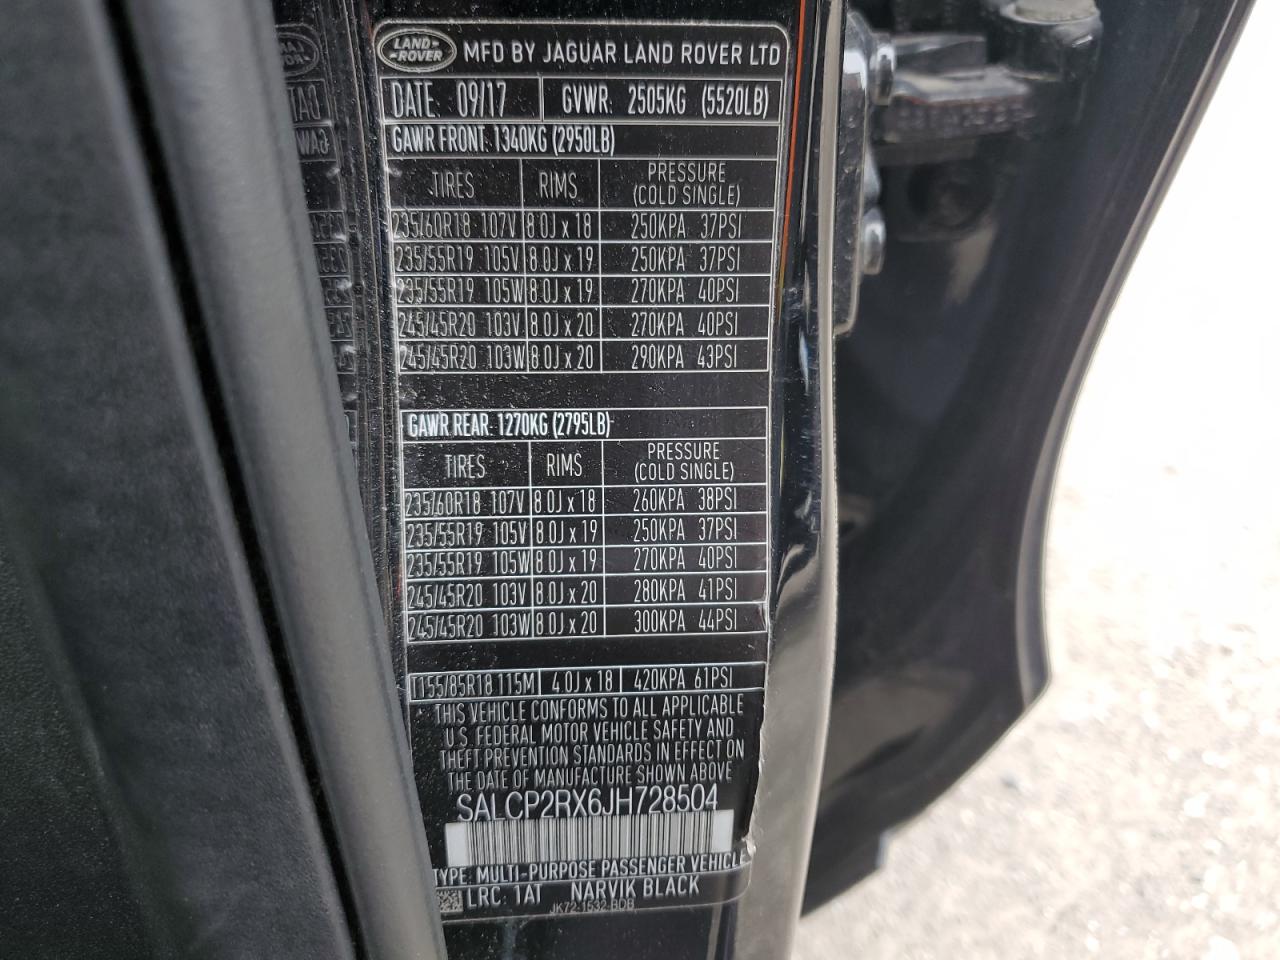 LAND-ROVER MFD BY JAGUAR LAND ROVER LTD
DATE: 09/17 GVWR: 2505KG (5520LB)
GAWR FRONT: 1340KG (2950LB)
TIRES RIMS PRESSURE (COLD SINGLE)
235/60R18 107V 8.0J x 18 250KPA 37PSI
235/55R19 105V 8.0J x 19 250KPA 37PSI
235/55R19 105W 8.0J x 19 270KPA 40PSI
245/45R20 103V 8.0J x 20 270KPA 40PSI
245/45R20 103W 8.0J x 20 290KPA 43PSI
GAWR REAR: 1270KG (2795LB)
TIRES RIMS PRESSURE (COLD SINGLE)
235/60R18 107V 8.0J x 18 260KPA 38PSI
235/55R19 105V 8.0J x 19 250KPA 37PSI
235/55R19 105W 8.0J x 19 270KPA 40PSI
245/45R20 103V 8.0J x 20 280KPA 41PSI
245/45R20 103W 8.0J x 20 300KPA 44PSI
T155/85R18 115M 4.0J x 18 420KPA 61PSI
THIS VEHICLE CONFORMS TO ALL APPLICABLE
U.S. FEDERAL MOTOR VEHICLE SAFETY AND
THEFT PREVENTION STANDARDS IN EFFECT ON
THE DATE OF MANUFACTURE SHOWN ABOVE
SALCP2RX6JH728504
TYPE: MULTI-PURPOSE PASSENGER VEHICLE
LRC: 1AT NARVIK BLACK
JK72-1532-BDB